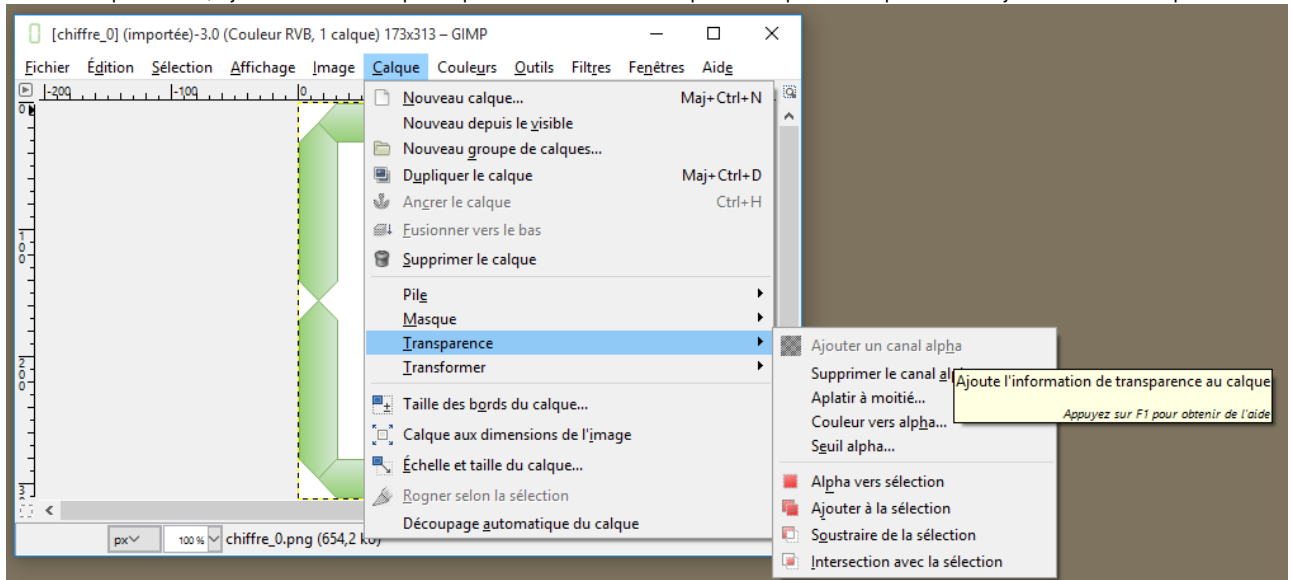 [chiffre_0] (importée)-3.0 (Couleur RVB, 1 calque) 173x313 – GIMP
Fichier Édition Sélection Affichage Image Calque Couleurs Outils Filtres Fenêtres Aide
-200 -100 0
0
100
200
3
Nouveau calque... Maj+Ctrl+N
Nouveau depuis le visible
Nouveau groupe de calques...
Dupliquer le calque Maj+Ctrl+D
Ancrer le calque Ctrl+H
Fusionner vers le bas
Supprimer le calque
Pile
Masque
Transparence
Transformer
Taille des bords du calque...
Calque aux dimensions de l'image
Échelle et taille du calque...
Rogner selon la sélection
Découpage automatique du calque
Ajouter un canal alpha
Supprimer le canal
Ajoute l'information de transparence au calque
Appuyez sur F1 pour obtenir de l'aide
Aplatir à moitié...
Couleur vers alpha...
Seuil alpha...
Alpha vers sélection
Ajouter à la sélection
Soustraire de la sélection
Intersection avec la sélection
px 100 % chiffre_0.png (654,2